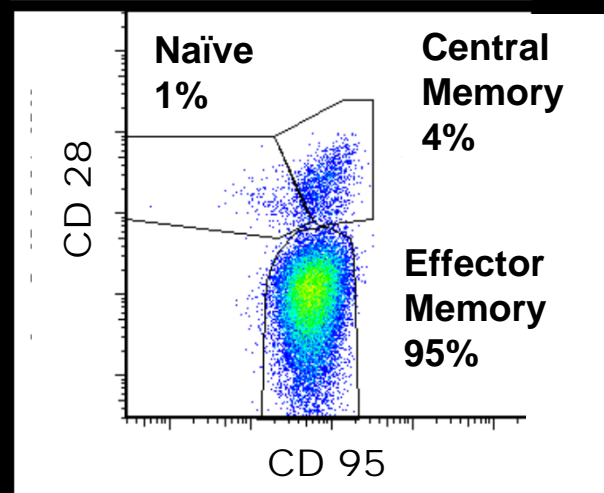 Naïve
1%
Central
Memory
4%
CD 28
Effector
Memory
95%
CD 95